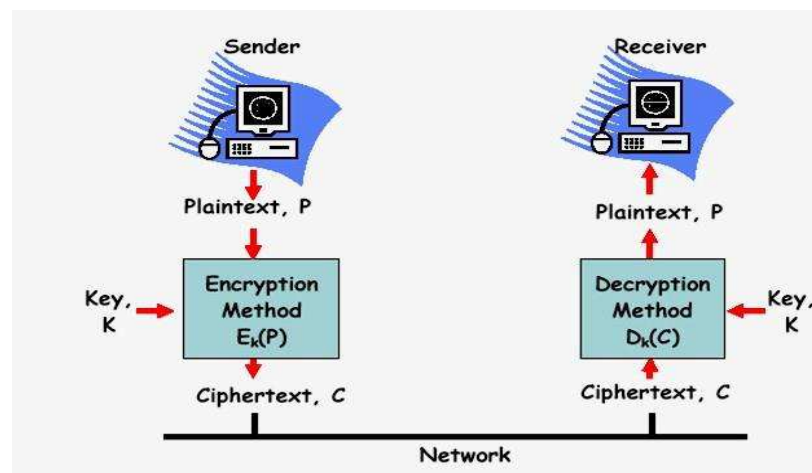 Sender
Receiver
Plaintext, P
Plaintext, P
Key,
K
Encryption
Method
Ek(P)
Decryption
Method
Dk(C)
Key,
K
Ciphertext, C
Ciphertext, C
Network